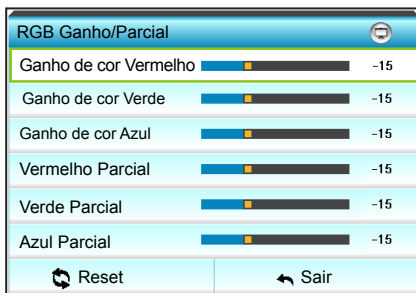 RGB Ganho/Parcial
Ganho de cor Vermelho -15
Ganho de cor Verde -15
Ganho de cor Azul -15
Vermelho Parcial -15
Verde Parcial -15
Azul Parcial -15
Reset Sair